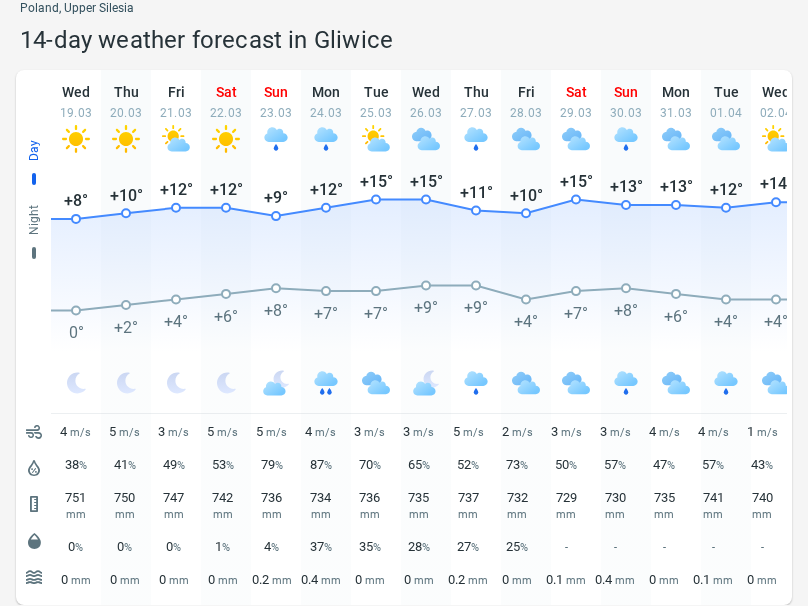 Poland, Upper Silesia
14-day weather forecast in Gliwice
Wed Thu Fri Sat Sun Mon Tue Wed Thu Fri Sat Sun Mon Tue Wed
19.03 20.03 21.03 22.03 23.03 24.03 25.03 26.03 27.03 28.03 29.03 30.03 31.03 01.04 02.04
Day
+8° +10° +12° +12° +9° +12° +15° +15° +11° +10° +15° +13° +13° +12° +14
Night
0° +2° +4° +6° +8° +7° +7° +9° +9° +4° +7° +8° +6° +4° +4°
4 m/s 5 m/s 3 m/s 5 m/s 5 m/s 4 m/s 3 m/s 3 m/s 5 m/s 2 m/s 3 m/s 3 m/s 4 m/s 4 m/s 1 m/s
38% 41% 49% 53% 79% 87% 70% 65% 52% 73% 50% 57% 47% 57% 43%
751 750 747 742 736 734 736 735 737 732 729 730 735 741 740
mm mm mm mm mm mm mm mm mm mm mm mm mm mm mm
0% 0% 0% 1% 4% 37% 35% 28% 27% 25% - - - - -
0 mm 0 mm 0 mm 0 mm 0.2 mm 0.4 mm 0 mm 0 mm 0.2 mm 0 mm 0.1 mm 0.4 mm 0 mm 0.1 mm 0 mm